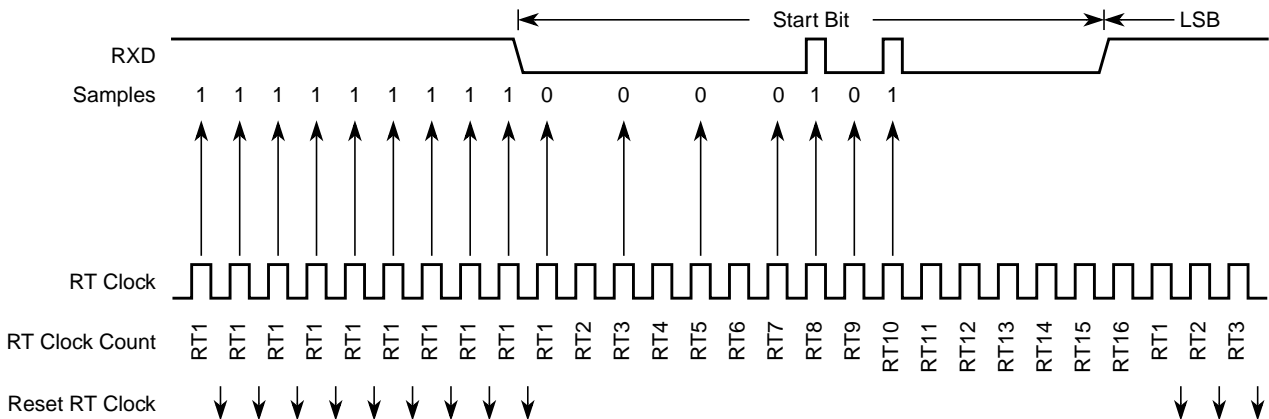 Start Bit LSB
RXD
Samples 1 1 1 1 1 1 1 1 1 0 0 0 0 1 0 1
RT Clock
RT Clock Count RT1 RT1 RT1 RT1 RT1 RT1 RT1 RT1 RT1 RT1 RT2 RT3 RT4 RT5 RT6 RT7 RT8 RT9 RT10 RT11 RT12 RT13 RT14 RT15 RT16 RT1 RT2 RT3
Reset RT Clock